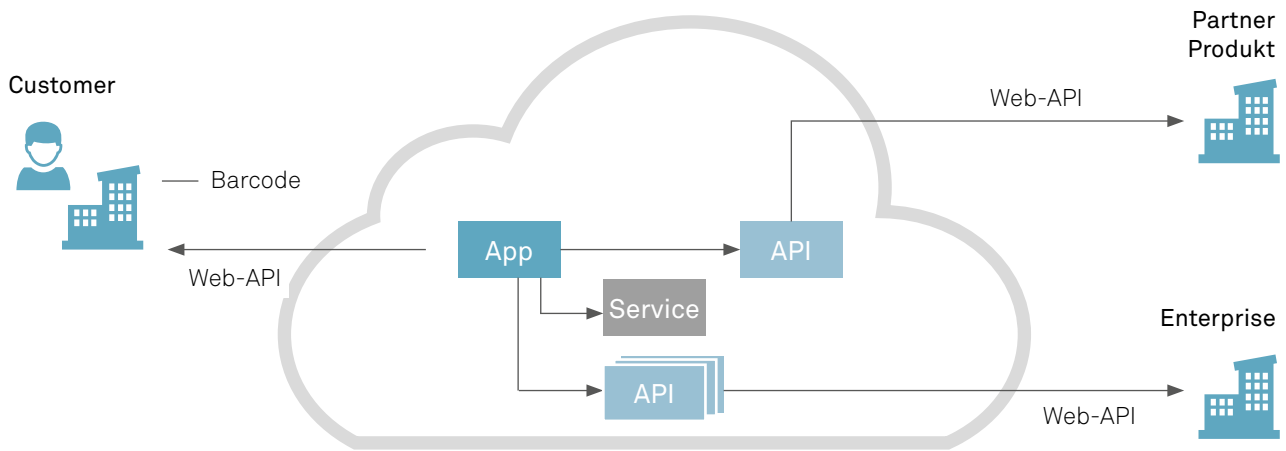 Partner
Produkt
Customer
Web-API
Barcode
App
API
Web-API
Service
Enterprise
API
Web-API